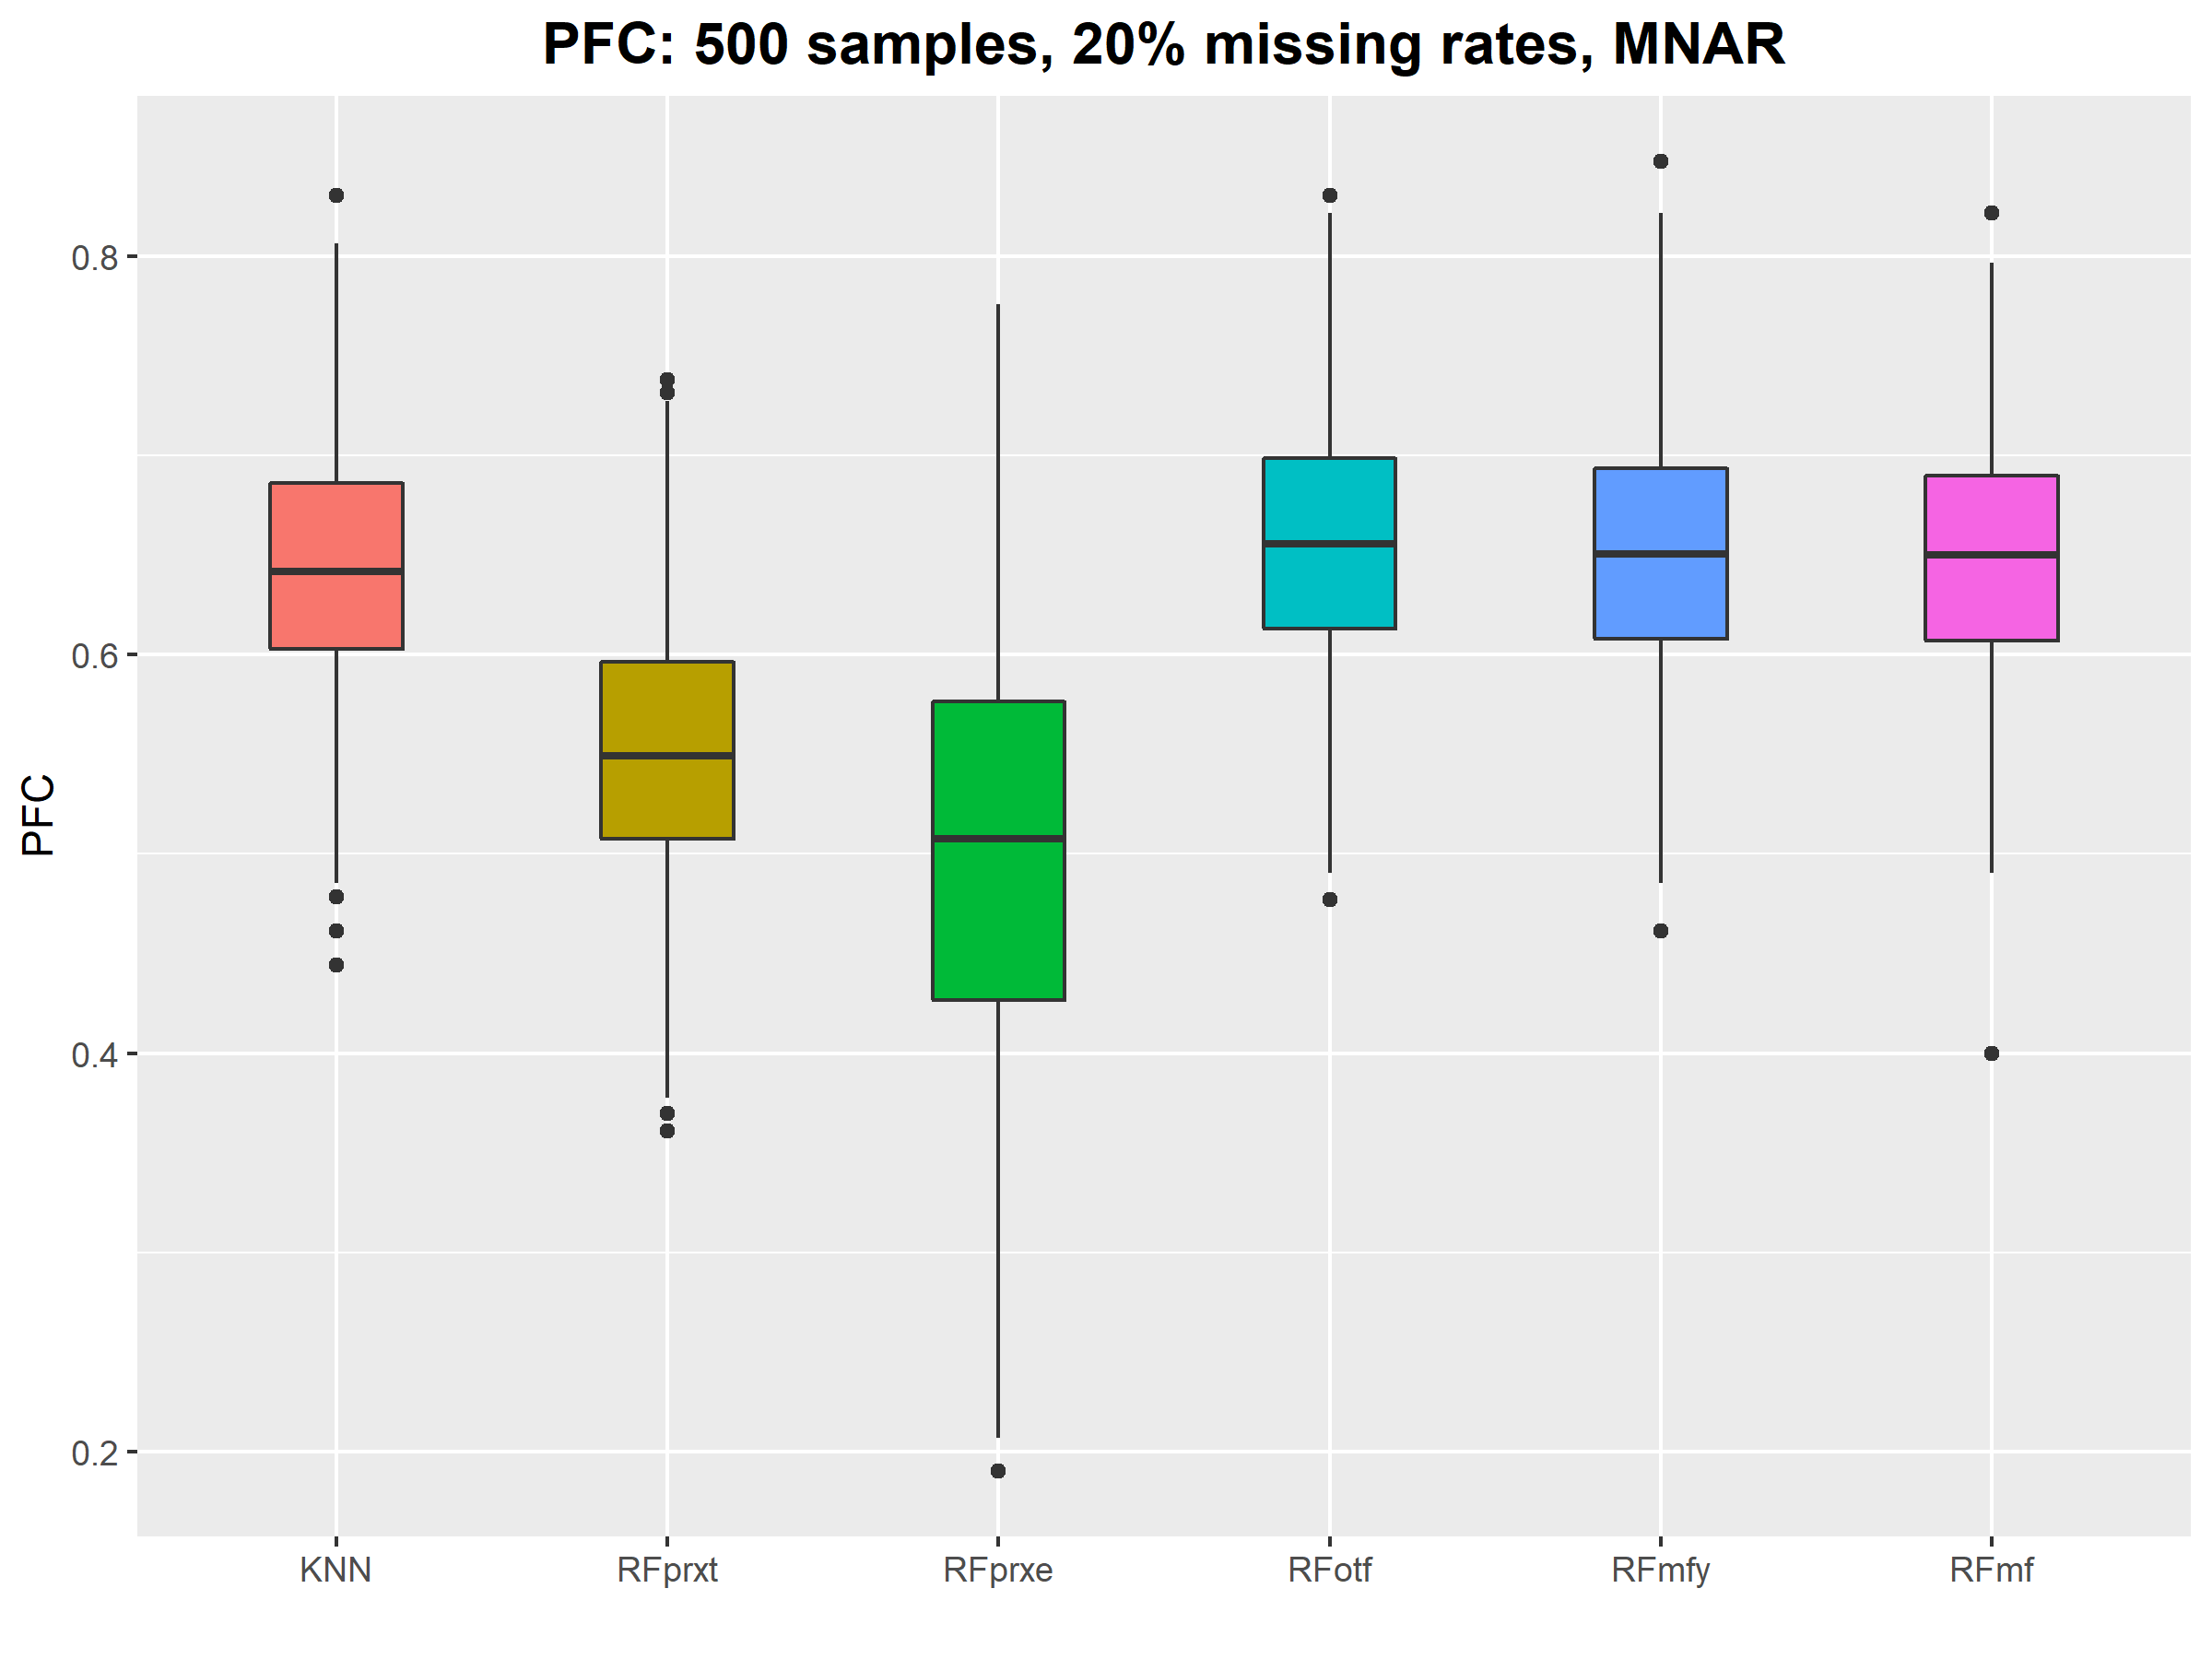 PFC: 500 samples, 20% missing rates, MNAR
PFC
0.8
0.6
0.4
0.2
KNN RFprxt RFprxe RFotf RFmfy RFmf